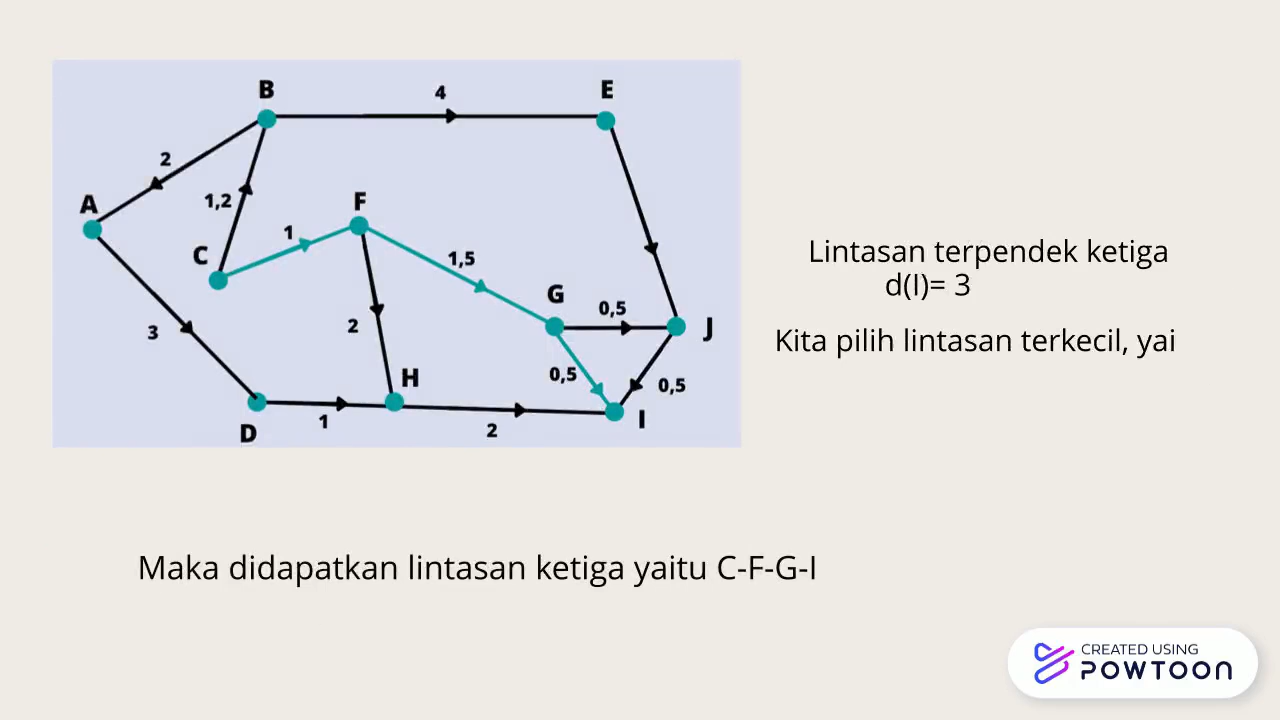 B
4
E
2
A
1,2
F
1
C
1,5
G
0,5
3
2
J
H
0,5
0,5
I
D
1
2
Lintasan terpendek ketiga
d(I)= 3
Kita pilih lintasan terkecil, yai
Maka didapatkan lintasan ketiga yaitu C-F-G-I
CREATED USING
POWTOON